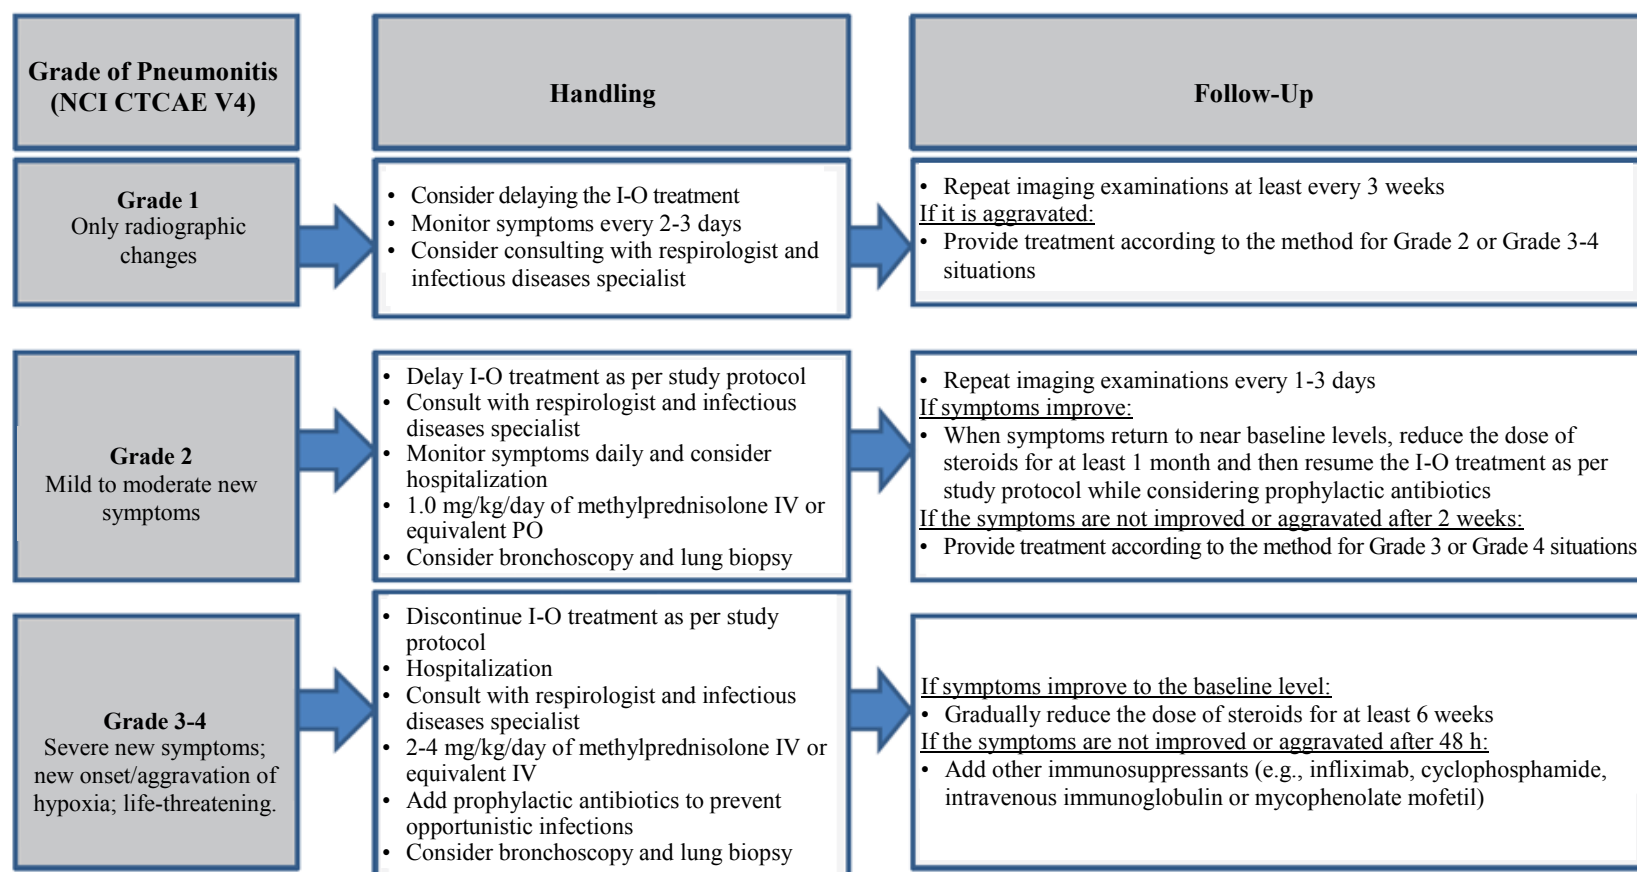 Grade of Pneumonitis
(NCI CTCAE V4)
Handling
Follow-Up
Grade 1
Only radiographic
changes
• Consider delaying the I-O treatment
• Monitor symptoms every 2-3 days
• Consider consulting with respirologist and
infectious diseases specialist
• Repeat imaging examinations at least every 3 weeks
If it is aggravated:
• Provide treatment according to the method for Grade 2 or Grade 3-4
situations
Grade 2
Mild to moderate new
symptoms
• Delay I-O treatment as per study protocol
• Consult with respirologist and infectious
diseases specialist
• Monitor symptoms daily and consider
hospitalization
• 1.0 mg/kg/day of methylprednisolone IV or
equivalent PO
• Consider bronchoscopy and lung biopsy
• Repeat imaging examinations every 1-3 days
If symptoms improve:
• When symptoms return to near baseline levels, reduce the dose of
steroids for at least 1 month and then resume the I-O treatment as per
study protocol while considering prophylactic antibiotics
If the symptoms are not improved or aggravated after 2 weeks:
• Provide treatment according to the method for Grade 3 or Grade 4 situations
Grade 3-4
Severe new symptoms;
new onset/aggravation of
hypoxia; life-threatening.
• Discontinue I-O treatment as per study
protocol
• Hospitalization
• Consult with respirologist and infectious
diseases specialist
• 2-4 mg/kg/day of methylprednisolone IV or
equivalent IV
• Add prophylactic antibiotics to prevent
opportunistic infections
• Consider bronchoscopy and lung biopsy
If symptoms improve to the baseline level:
• Gradually reduce the dose of steroids for at least 6 weeks
If the symptoms are not improved or aggravated after 48 h:
• Add other immunosuppressants (e.g., infliximab, cyclophosphamide,
intravenous immunoglobulin or mycophenolate mofetil)